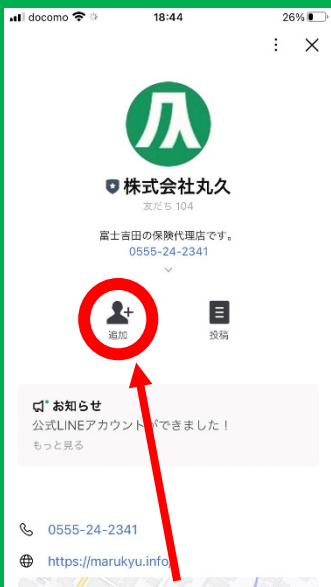 docomo 18:44 26%
株式会社丸久
友だち 104
富士吉田の保険代理店です。
0555-24-2341
追加 投稿
お知らせ
公式LINEアカウントができました！
もっと見る
0555-24-2341
https://marukyu.info/